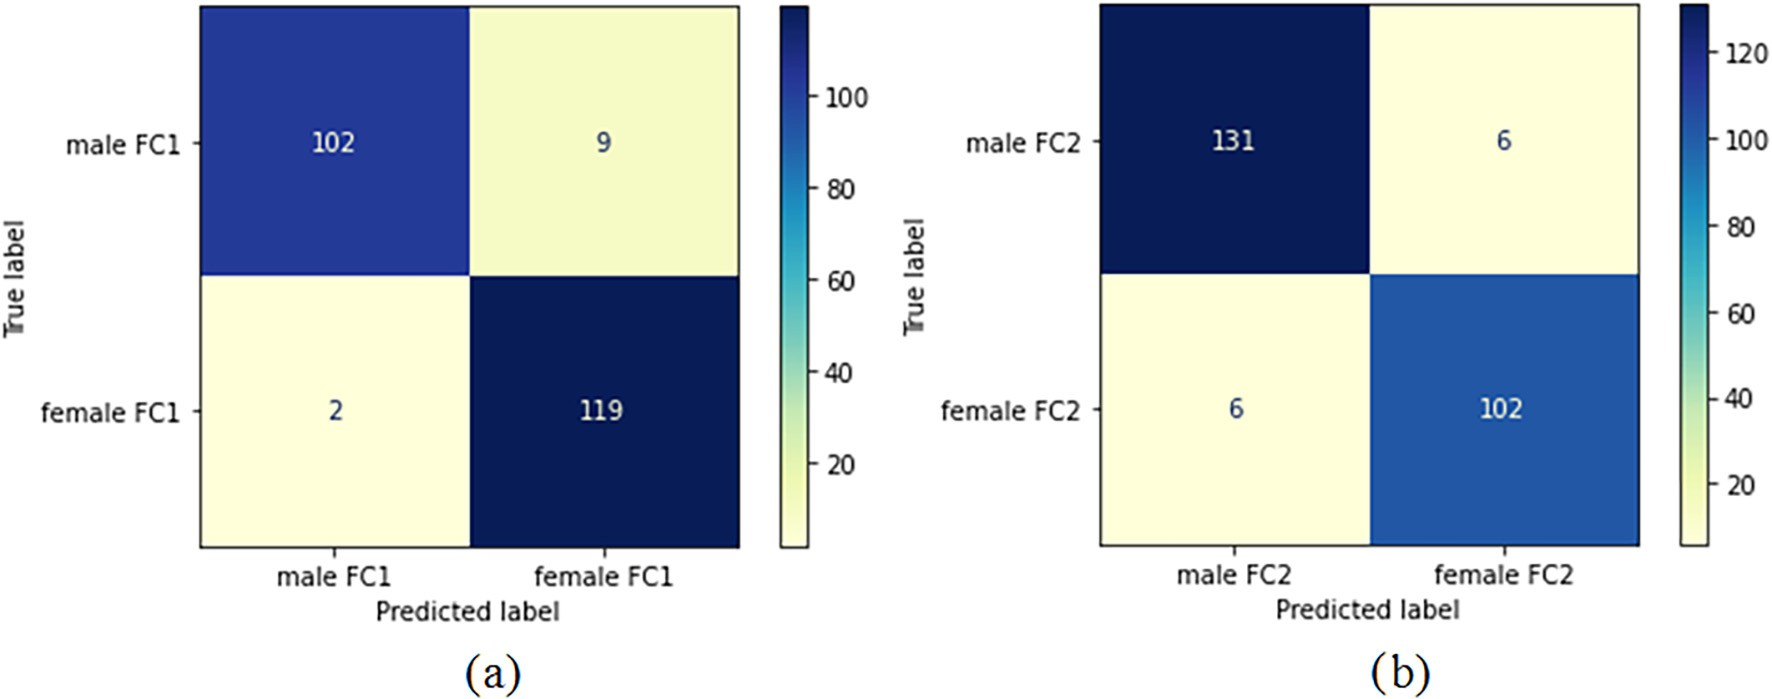 male FC1
102
9
100
80
True label
60
40
female FC1
2
119
20
male FC1
female FC1
Predicted label
(a)
120
male FC2
131
6
100
80
True label
60
40
female FC2
6
102
20
male FC2
female FC2
Predicted label
(b)